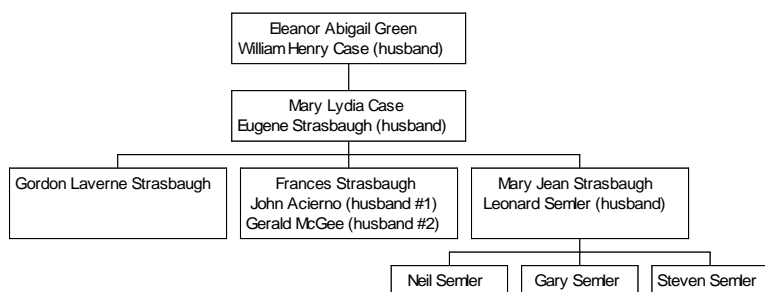 Eleanor Abigail Green
William Henry Case (husband)
Mary Lydia Case
Eugene Strasbaugh (husband)
Gordon Laverne Strasbaugh
Frances Strasbaugh
John Acierno (husband #1)
Gerald McGee (husband #2)
Mary Jean Strasbaugh
Leonard Semler (husband)
Neil Semler
Gary Semler
Steven Semler